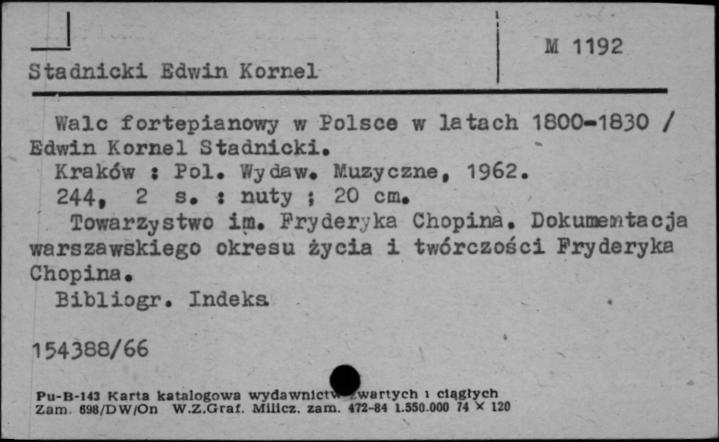 M 1192
Stadnicki Edwin Kornel
Walc fortepianowy w Polsce w latach 1800-1830 /
Edwin Kornel Stadnicki.
Kraków : Pol. Wydaw. Muzyczne, 1962.
244, 2 s. : nuty ; 20 cm.
Towarzystwo im. Fryderyka Chopina. Dokumentacja
warszawskiego okresu życia i twórczości Fryderyka
Chopina.
Bibliogr. Indeks
154388/66
Pu-B-143 Karta katalogowa wydawnictw zwartych i ciągłych
Zam. 698/DW/On W.Z.Graf. Milicz. zam. 472-84 1.550.000 74 × 120